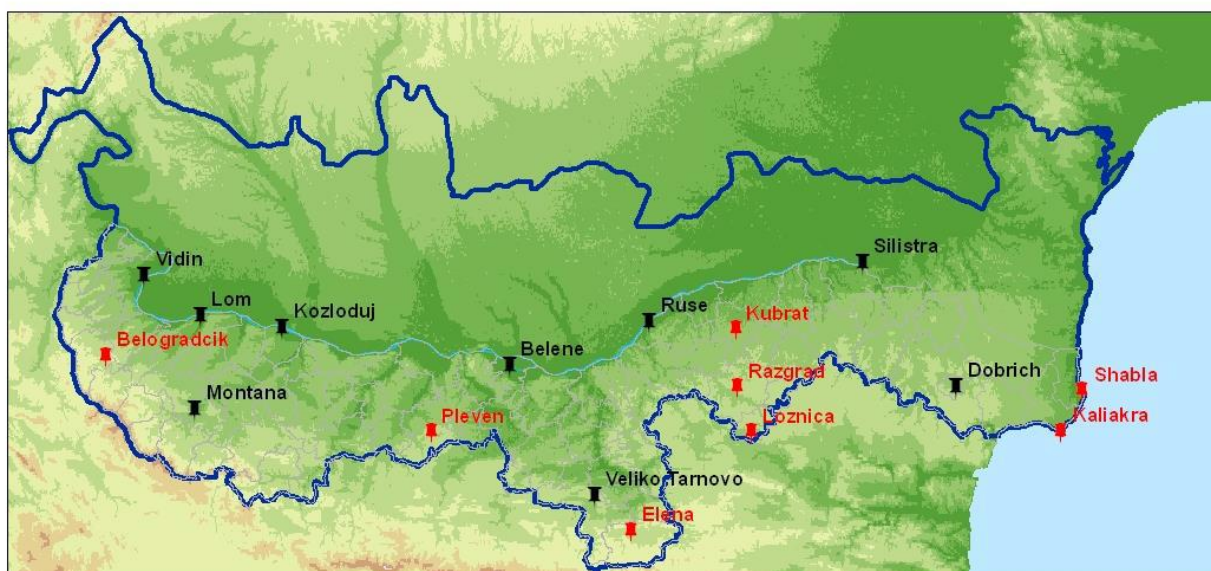 Silistra
Vidin
Ruse
Lom
Kozloduj
Kubrat
Belogradcik
Belene
Razgrad
Dobrich
Shabla
Montana
Pleven
Loznica
Kaliakra
Veliko Tarnovo
Elena